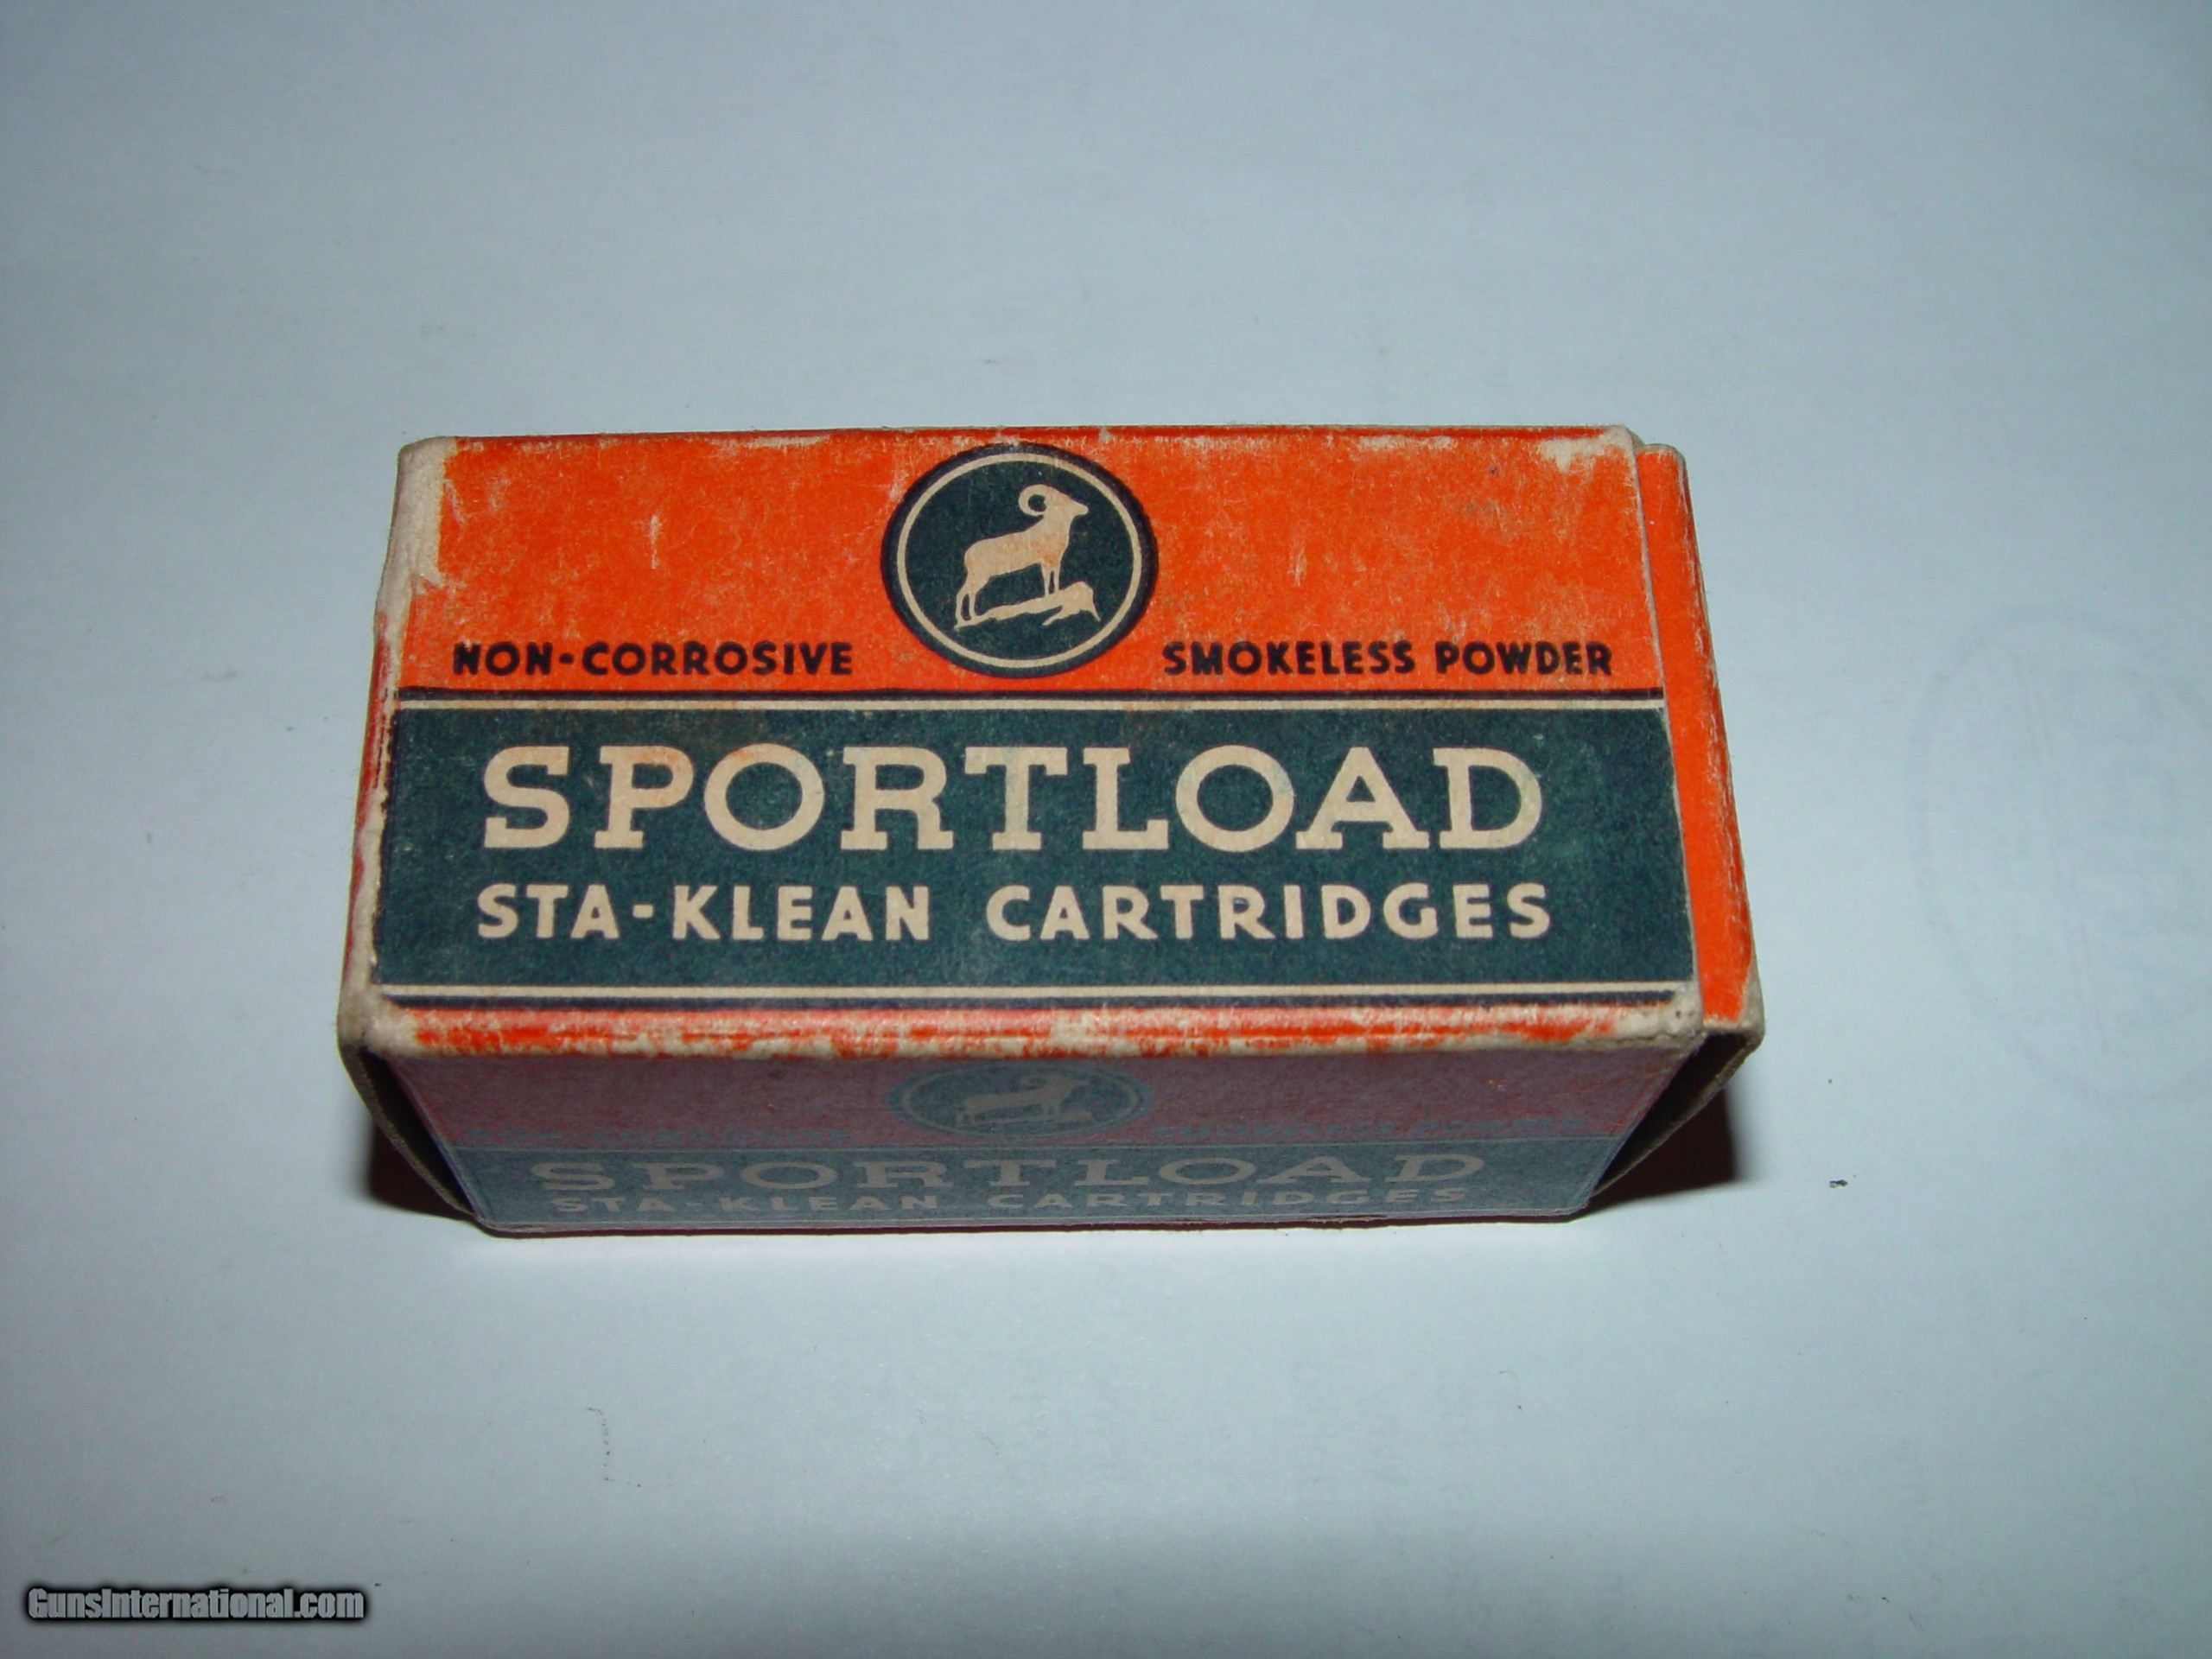 NON-CORROSIVE SMOKELESS POWDER
SPORTLOAD
STA-KLEAN CARTRIDGES
SPORTLOAD
STA-KLEAN CARTRIDGES
GunsInternational.com